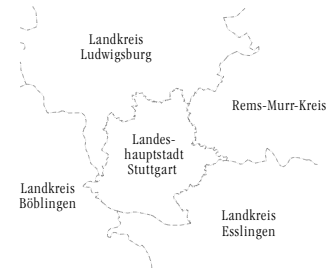 Landkreis
Ludwigsburg
Rems-Murr-Kreis
Landes-
hauptstadt
Stuttgart
Landkreis
Böblingen
Landkreis
Esslingen